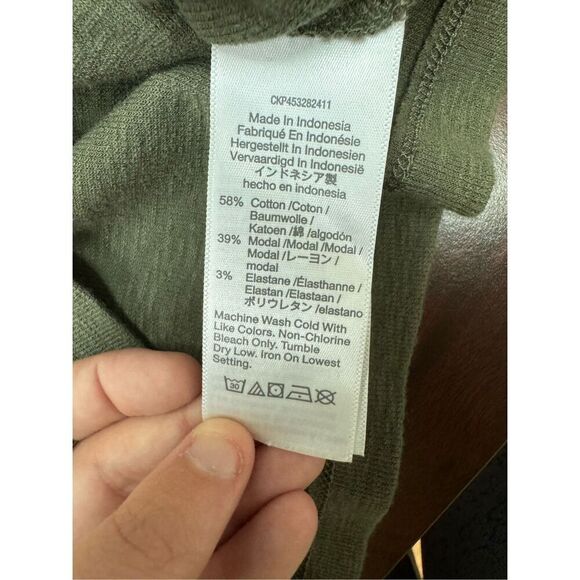 CKP453282411
Made In Indonesia
Fabriqué En Indonésie
Hergestellt In Indonesien
Vervaardigd In Indonesië
インドネシア製
hecho en indonesia
58% Cotton /Coton /
Baumwolle /
Katoen /綿 /algodón
39% Modal /Modal /Modal /
Modal /レーヨン /
modal
3% Elastane /Élasthanne /
Elastan /Elastaan /
ポリウレタン /elastano
Machine Wash Cold With
Like Colors. Non-Chlorine
Bleach Only. Tumble
Dry Low. Iron On Lowest
Setting.
30